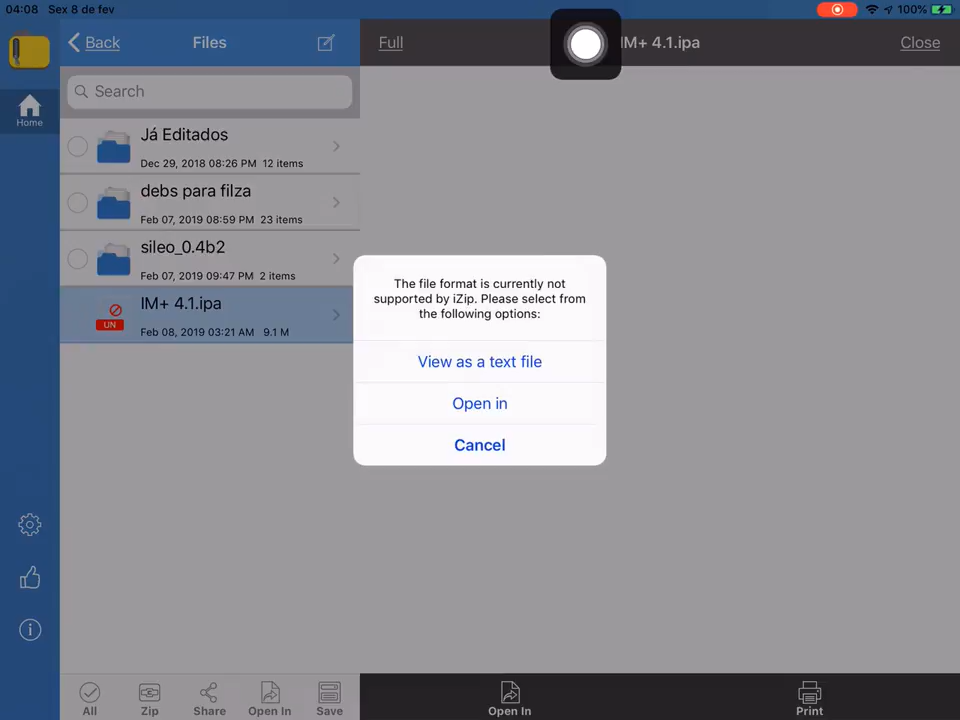 04:08 Sex 8 de fev
100%
Back
Files
Full
IM+ 4.1.ipa
Close
Search
Home
Já Editados
Dec 29, 2018 08:26 PM 12 items
debs para filza
Feb 07, 2019 08:59 PM 23 items
sileo_0.4b2
Feb 07, 2019 09:47 PM 2 items
UN
IM+ 4.1.ipa
Feb 08, 2019 03:21 AM 9.1 M
The file format is currently not
supported by iZip. Please select from
the following options:
View as a text file
Open in
Cancel
All
Zip
Share
Open In
Save
Open In
Print